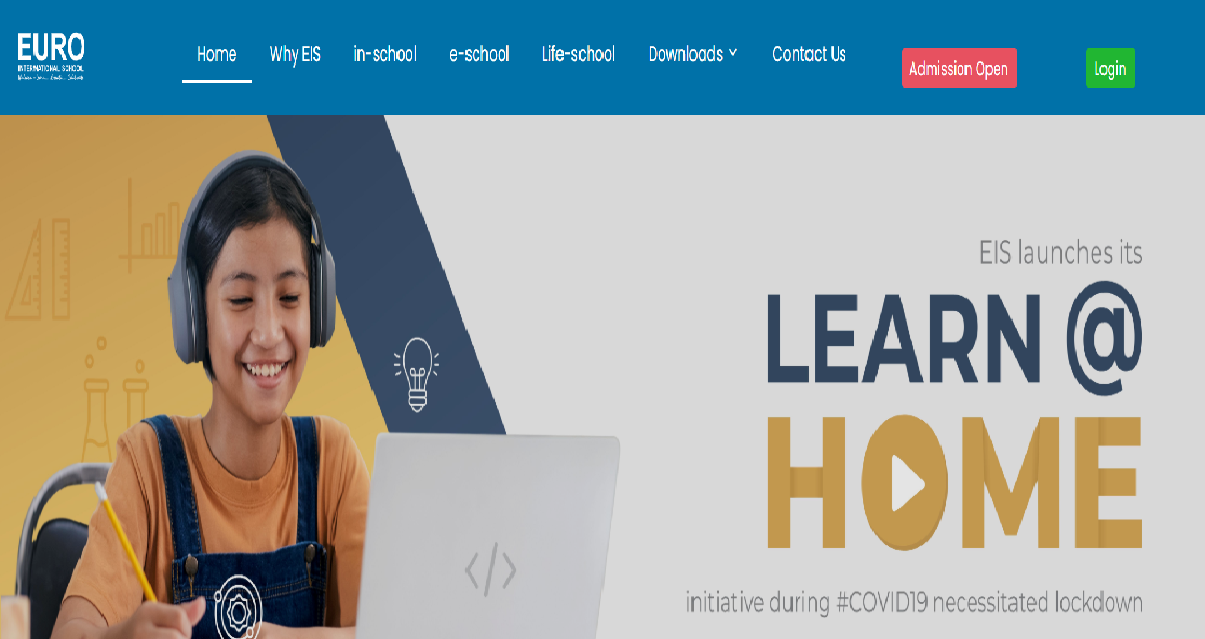 EURO
INTERNATIONAL SCHOOL
Home
Why EIS
in-school
e-school
Life-school
Downloads
Contact Us
Admission Open
Login
EIS launches its
LEARN @
HOME
initiative during #COVID19 necessitated lockdown